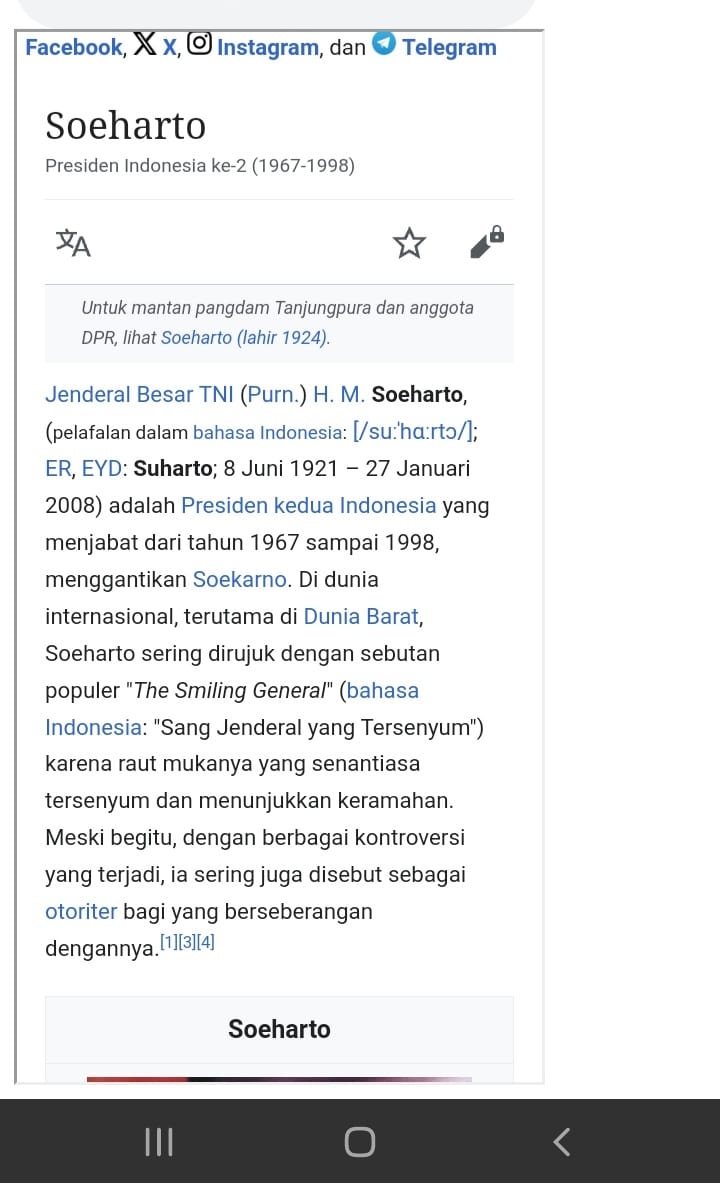 Facebook, X X, Instagram, dan Telegram
Soeharto
Presiden Indonesia ke-2 (1967-1998)
Untuk mantan pangdam Tanjungpura dan anggota
DPR, lihat Soeharto (lahir 1924).
Jenderal Besar TNI (Purn.) H. M. Soeharto,
(pelafalan dalam bahasa Indonesia: [/suːˈhɑːrtɔ/];
ER, EYD: Suharto; 8 Juni 1921 – 27 Januari
2008) adalah Presiden kedua Indonesia yang
menjabat dari tahun 1967 sampai 1998,
menggantikan Soekarno. Di dunia
internasional, terutama di Dunia Barat,
Soeharto sering dirujuk dengan sebutan
populer "The Smiling General" (bahasa
Indonesia: "Sang Jenderal yang Tersenyum")
karena raut mukanya yang senantiasa
tersenyum dan menunjukkan keramahan.
Meski begitu, dengan berbagai kontroversi
yang terjadi, ia sering juga disebut sebagai
otoriter bagi yang berseberangan
dengannya.[1][3][4]
Soeharto